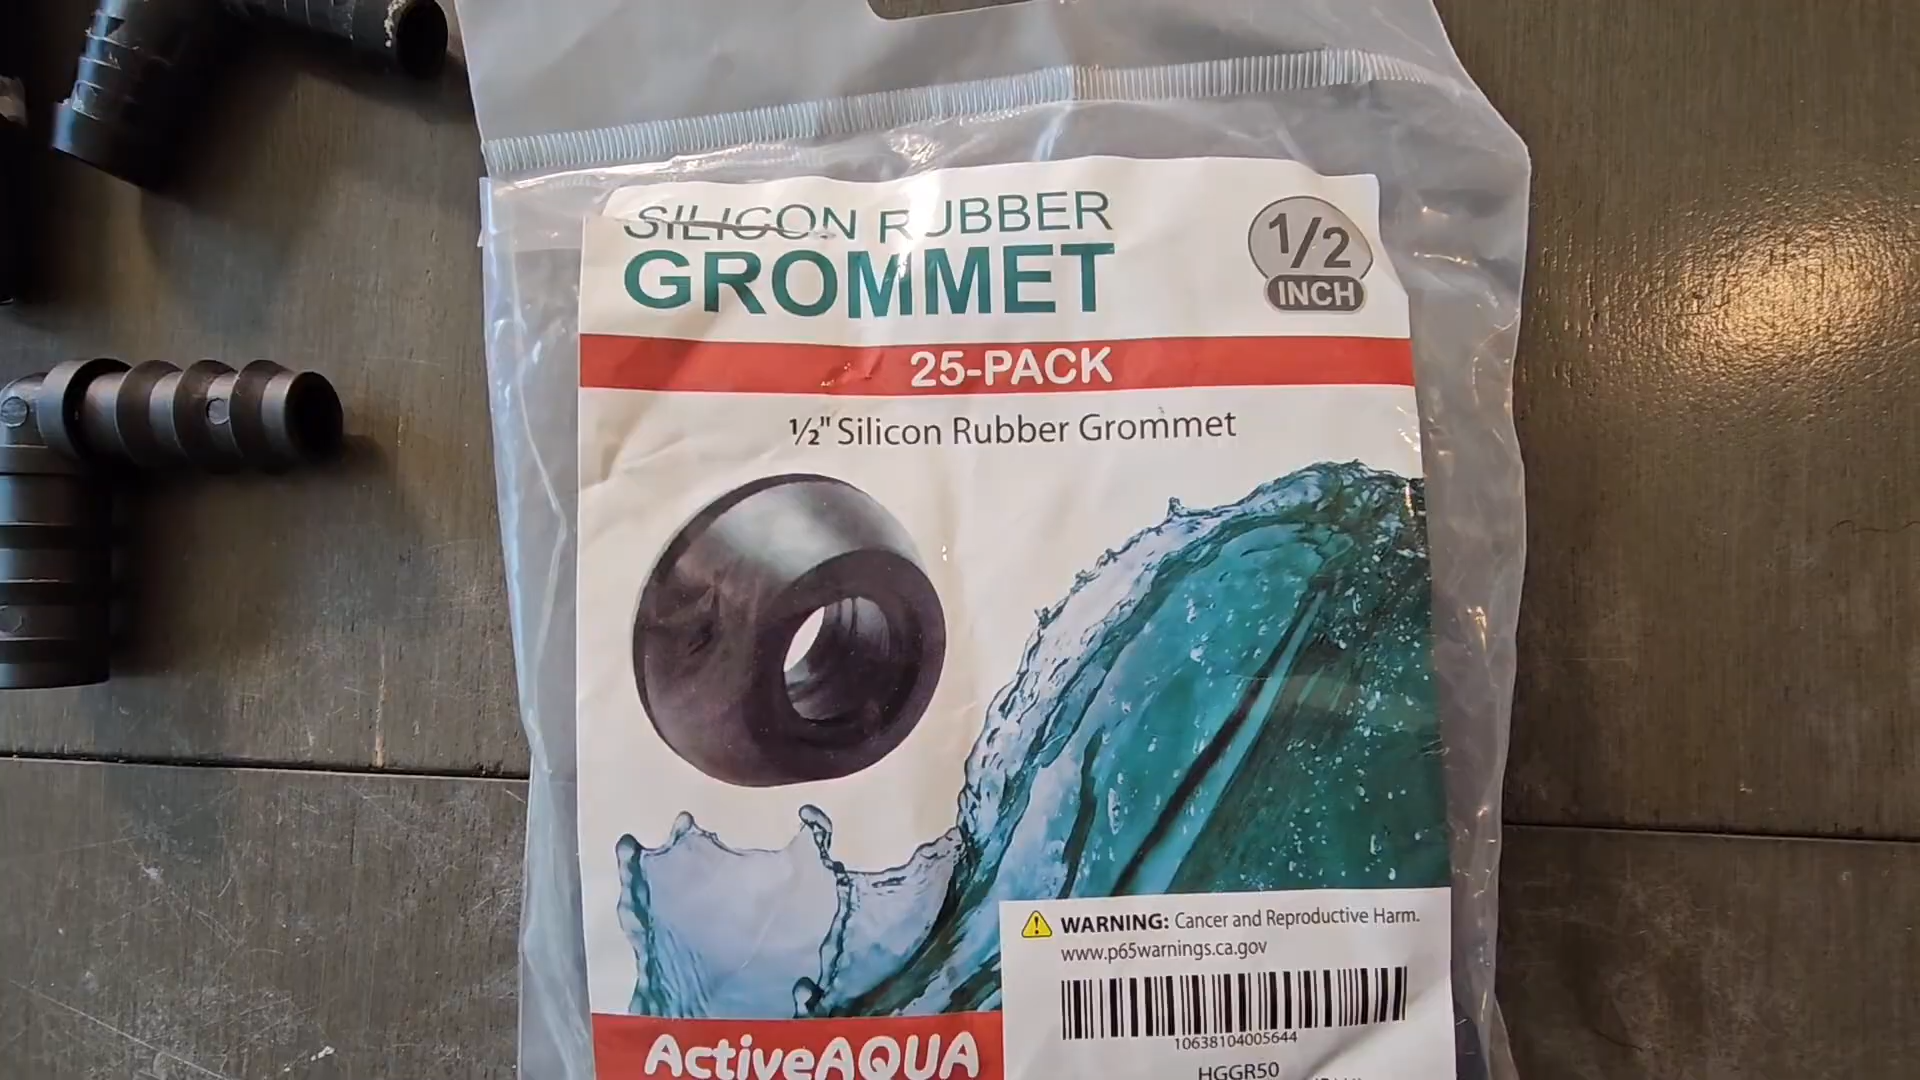 SILICON RUBBER
GROMMET
1/2
INCH
25-PACK
½" Silicon Rubber Grommet
WARNING: Cancer and Reproductive Harm.
www.p65warnings.ca.gov
10638104005644
HGGR50
ActiveAQUA